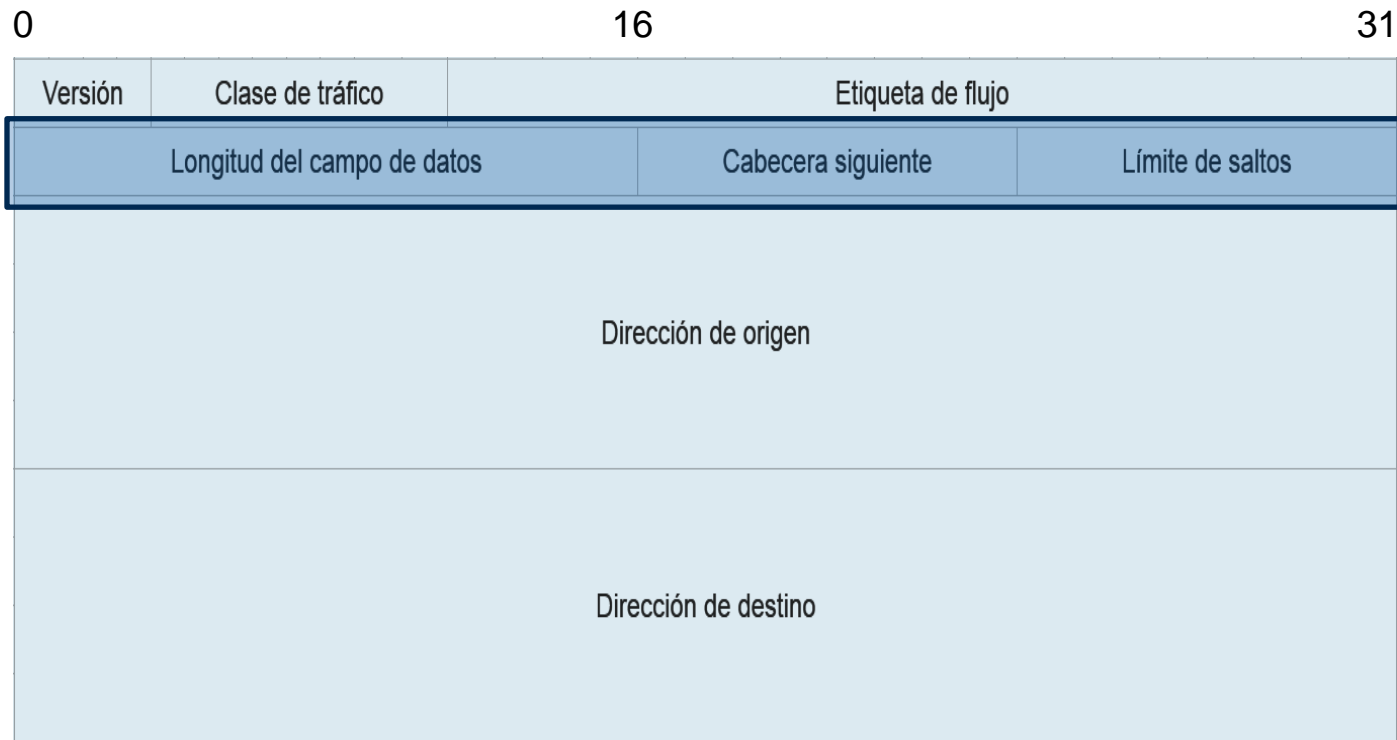 0 16 31
Versión Clase de tráfico Etiqueta de flujo
Longitud del campo de datos Cabecera siguiente Límite de saltos
Dirección de origen
Dirección de destino